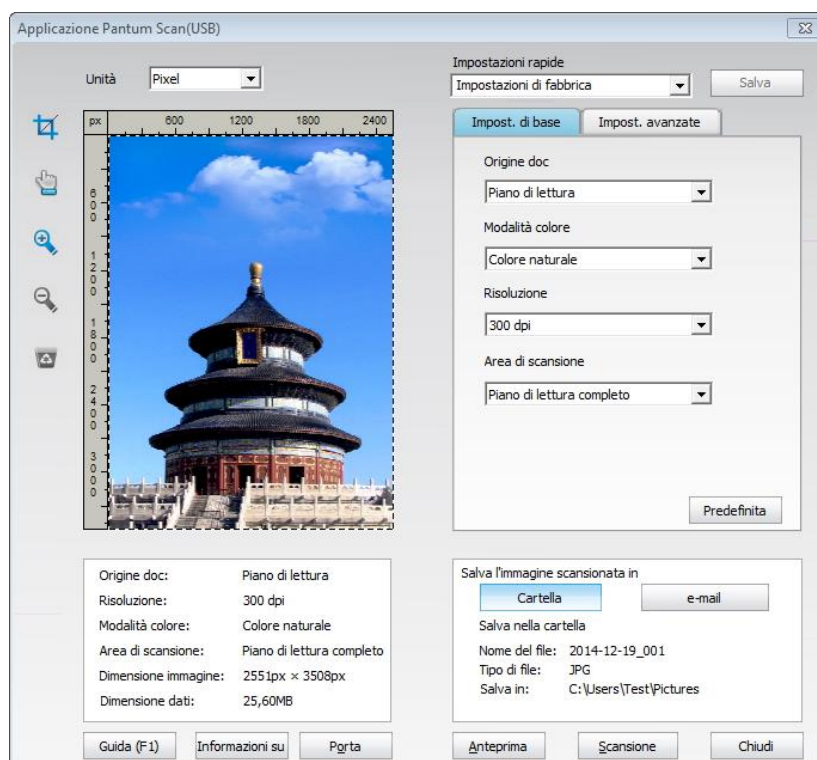 Applicazione Pantum Scan(USB)
Unità
Pixel
Impostazioni rapide
Impostazioni di fabbrica
Salva
px
600
1200
1800
2400
600
1200
1800
2400
3000
Impost. di base
Impost. avanzate
Origine doc
Piano di lettura
Modalità colore
Colore naturale
Risoluzione
300 dpi
Area di scansione
Piano di lettura completo
Predefinita
Origine doc: Piano di lettura
Risoluzione: 300 dpi
Modalità colore: Colore naturale
Area di scansione: Piano di lettura completo
Dimensione immagine: 2551px × 3508px
Dimensione dati: 25,60MB
Salva l'immagine scansionata in
Cartella
e-mail
Salva nella cartella
Nome del file: 2014-12-19_001
Tipo di file: JPG
Salva in: C:\Users\Test\Pictures
Guida (F1)
Informazioni su
Porta
Anteprima
Scansione
Chiudi